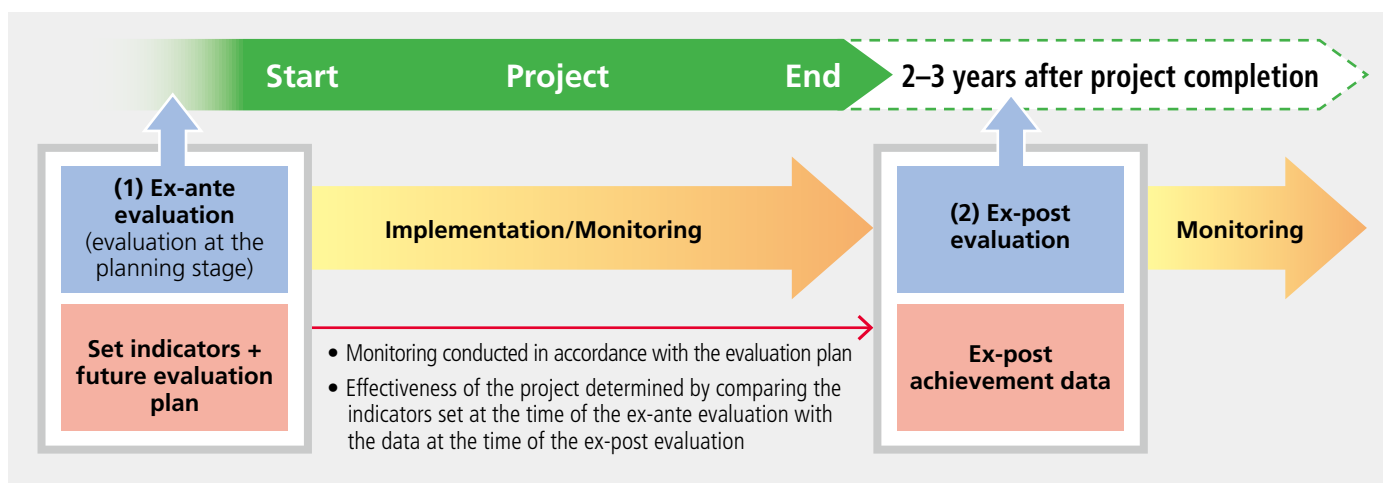 Start Project End 2–3 years after project completion
(1) Ex-ante
evaluation
(evaluation at the
planning stage)
Set indicators +
future evaluation
plan
Implementation/Monitoring
• Monitoring conducted in accordance with the evaluation plan
• Effectiveness of the project determined by comparing the
indicators set at the time of the ex-ante evaluation with
the data at the time of the ex-post evaluation
(2) Ex-post
evaluation
Ex-post
achievement data
Monitoring